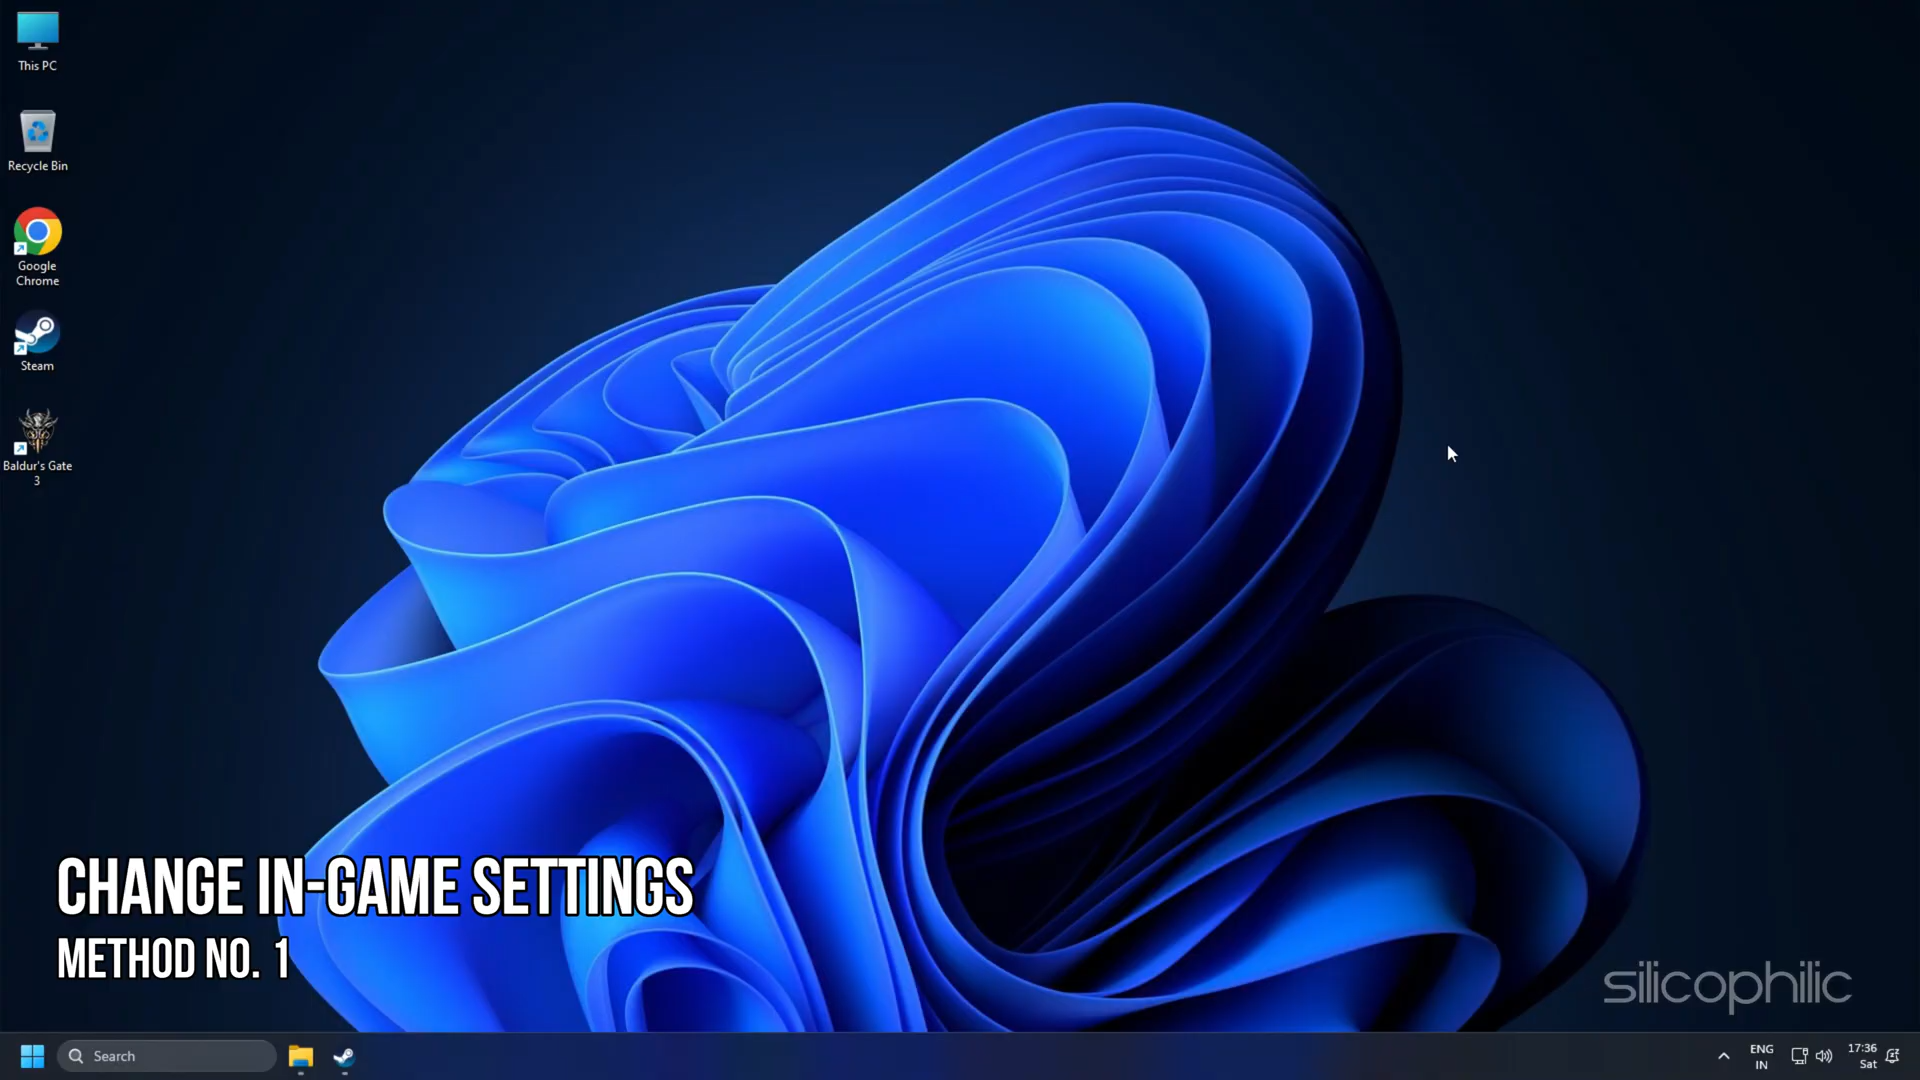 This PC
Recycle Bin
Google
Chrome
Steam
Baldur's Gate
3
CHANGE IN-GAME SETTINGS
METHOD NO. 1
silicophilic
Search
ENG
IN
17:36
Sat